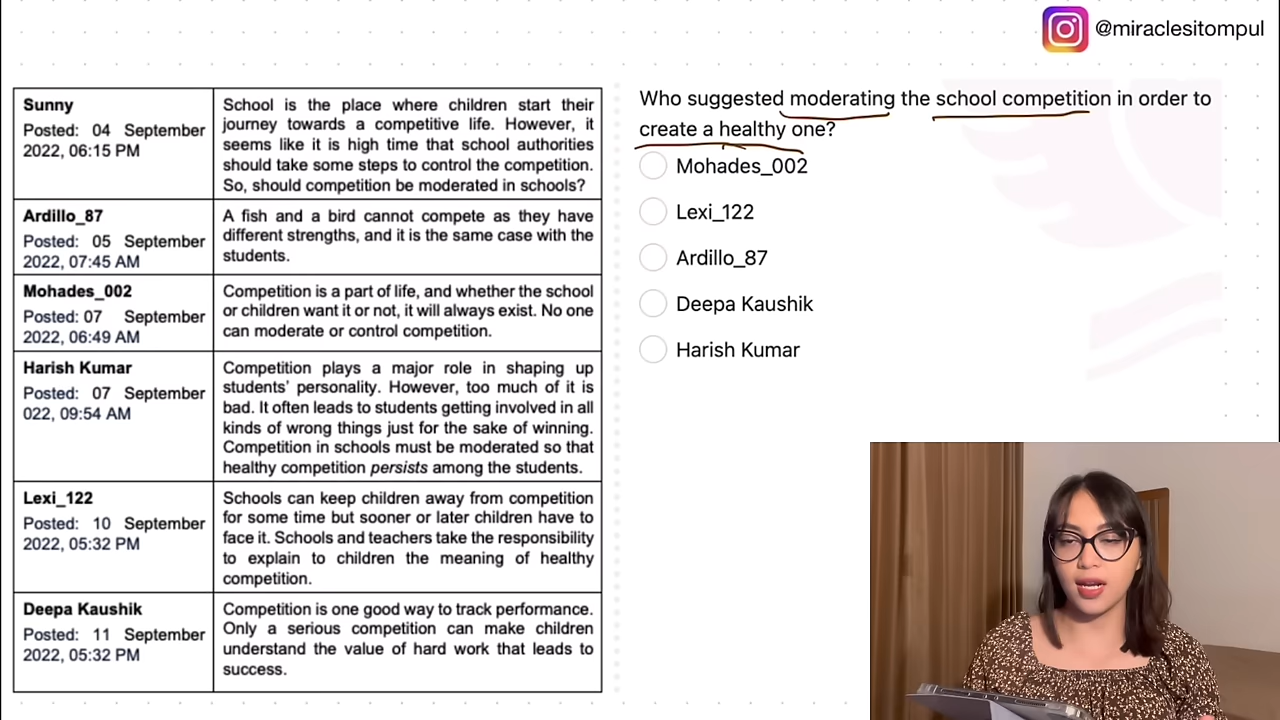 @miraclesitompul
Sunny
Posted: 04 September
2022, 06:15 PM
School is the place where children start their
journey towards a competitive life. However, it
seems like it is high time that school authorities
should take some steps to control the competition.
So, should competition be moderated in schools?
Ardillo_87
Posted: 05 September
2022, 07:45 AM
A fish and a bird cannot compete as they have
different strengths, and it is the same case with the
students.
Mohades_002
Posted: 07 September
2022, 06:49 AM
Competition is a part of life, and whether the school
or children want it or not, it will always exist. No one
can moderate or control competition.
Harish Kumar
Posted: 07 September
022, 09:54 AM
Competition plays a major role in shaping up
students' personality. However, too much of it is
bad. It often leads to students getting involved in all
kinds of wrong things just for the sake of winning.
Competition in schools must be moderated so that
healthy competition persists among the students.
Lexi_122
Posted: 10 September
2022, 05:32 PM
Schools can keep children away from competition
for some time but sooner or later children have to
face it. Schools and teachers take the responsibility
to explain to children the meaning of healthy
competition.
Deepa Kaushik
Posted: 11 September
2022, 05:32 PM
Competition is one good way to track performance.
Only a serious competition can make children
understand the value of hard work that leads to
success.
Who suggested moderating the school competition in order to
create a healthy one?
Mohades_002
Lexi_122
Ardillo_87
Deepa Kaushik
Harish Kumar